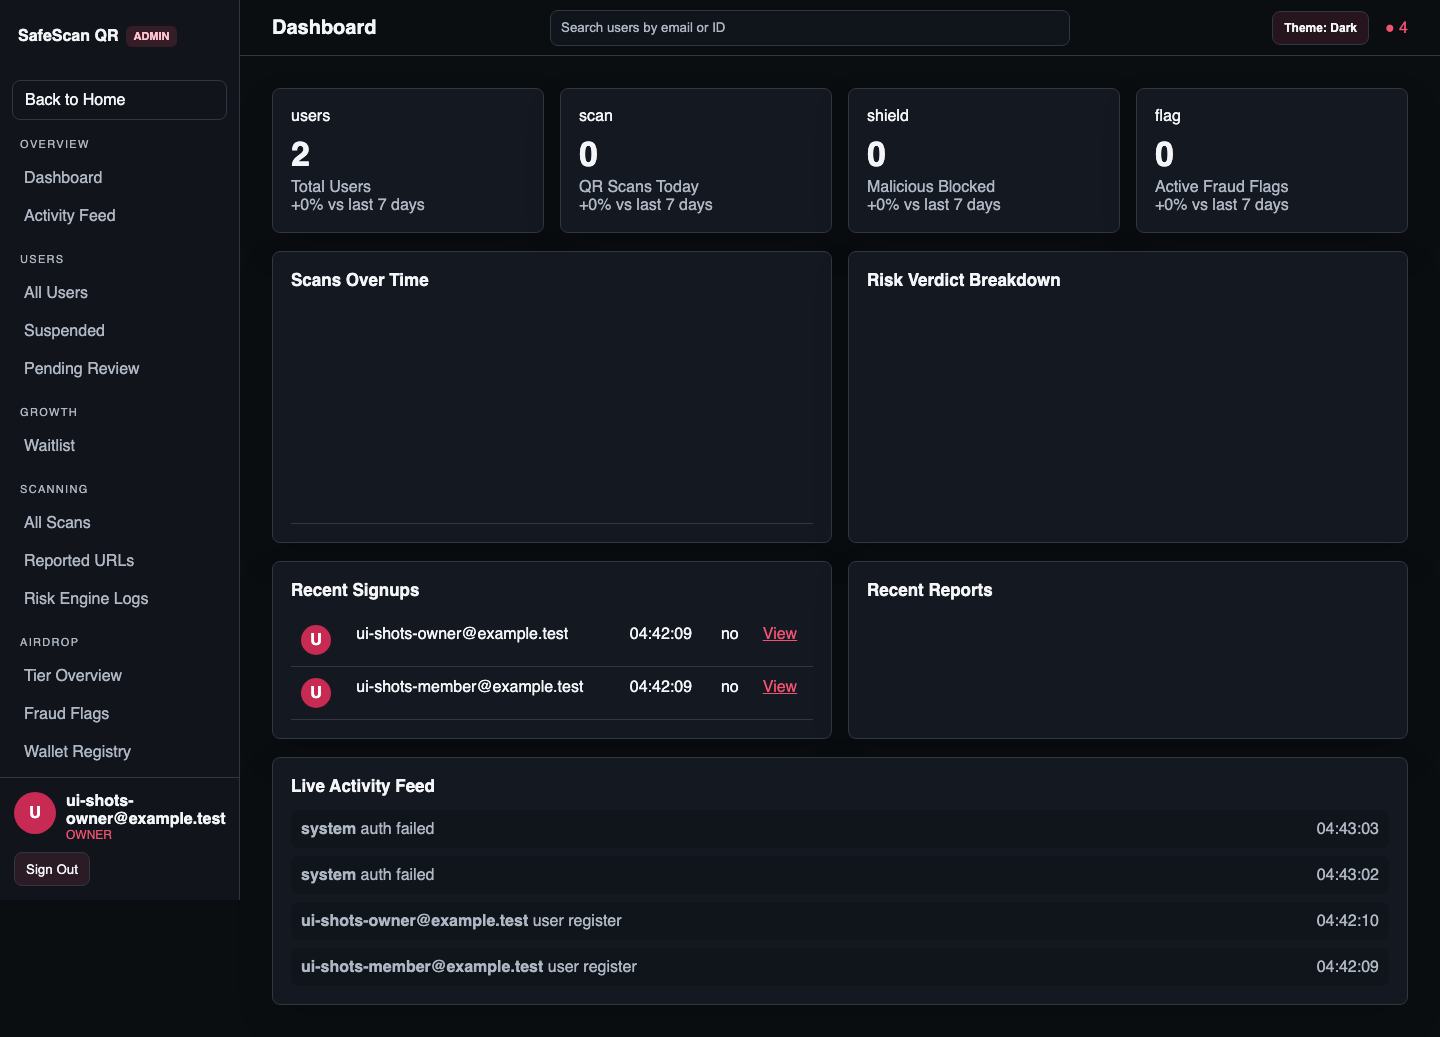 SafeScan QR ADMIN
Back to Home
OVERVIEW
Dashboard
Activity Feed
USERS
All Users
Suspended
Pending Review
GROWTH
Waitlist
SCANNING
All Scans
Reported URLs
Risk Engine Logs
AIRDROP
Tier Overview
Fraud Flags
Wallet Registry
U
ui-shots-
owner@example.test
OWNER
Sign Out
Dashboard
Search users by email or ID
Theme: Dark
4
users
2
Total Users
+0% vs last 7 days
scan
0
QR Scans Today
+0% vs last 7 days
shield
0
Malicious Blocked
+0% vs last 7 days
flag
0
Active Fraud Flags
+0% vs last 7 days
Scans Over Time
Risk Verdict Breakdown
Recent Signups
U ui-shots-owner@example.test 04:42:09 no View
U ui-shots-member@example.test 04:42:09 no View
Recent Reports
Live Activity Feed
system auth failed 04:43:03
system auth failed 04:43:02
ui-shots-owner@example.test user register 04:42:10
ui-shots-member@example.test user register 04:42:09